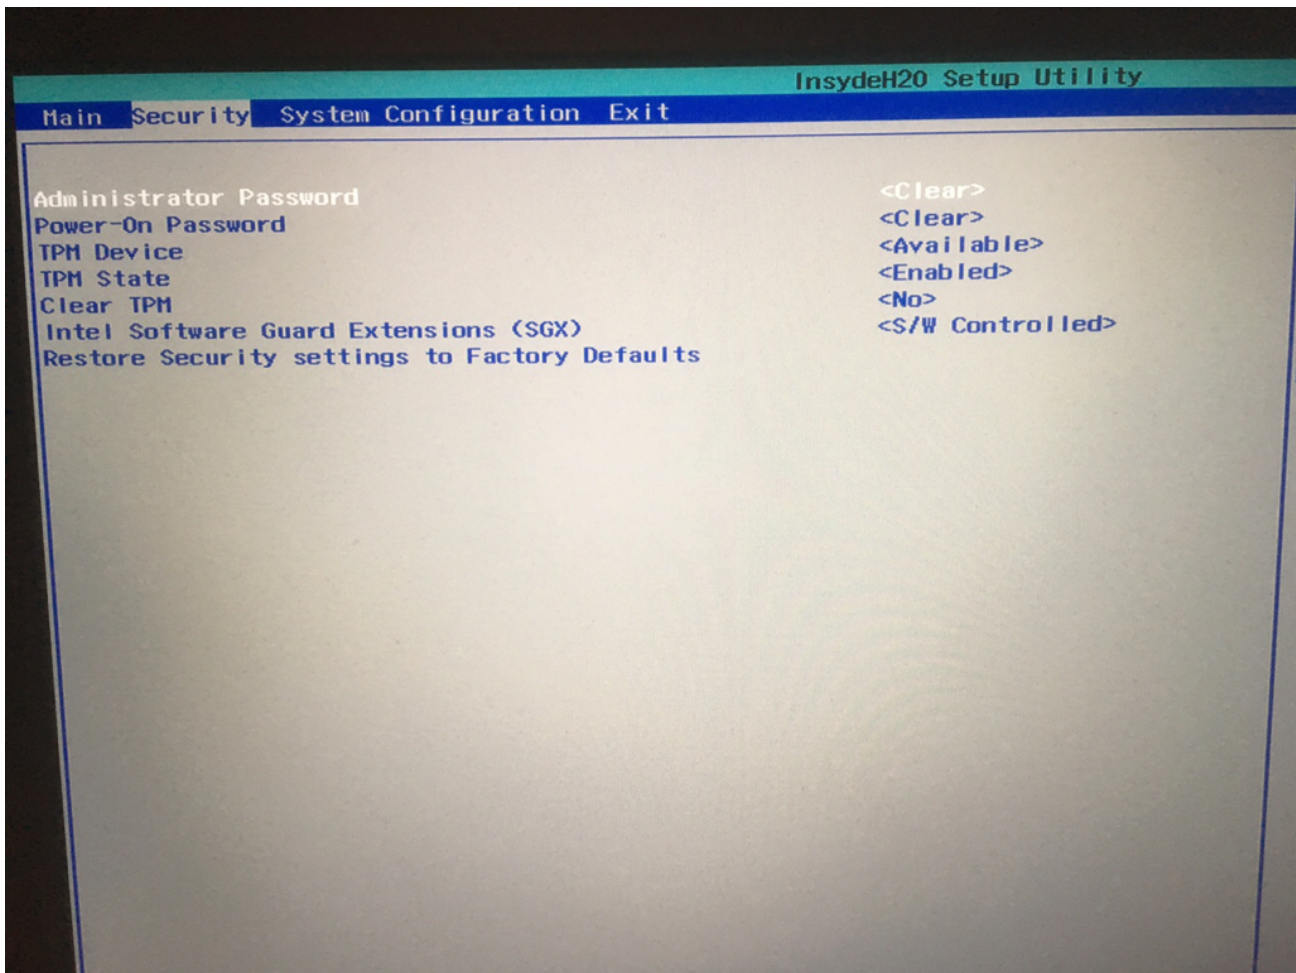 InsydeH20 Setup Utility
Main Security System Configuration Exit
Administrator Password <Clear>
Power-On Password <Clear>
TPM Device <Available>
TPM State <Enabled>
Clear TPM <No>
Intel Software Guard Extensions (SGX) <S/W Controlled>
Restore Security settings to Factory Defaults